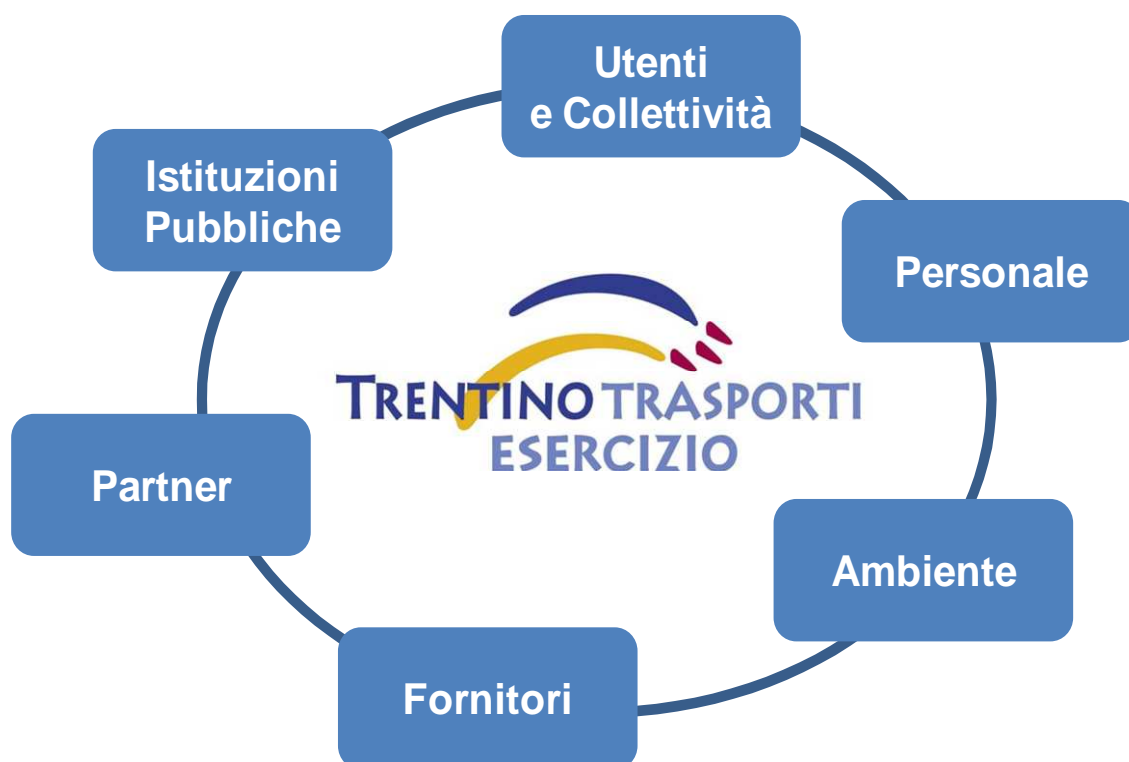 Utenti
e Collettività
Istituzioni
Pubbliche
Personale
TRENTINO TRASPORTI
ESERCIZIO
Partner
Ambiente
Fornitori